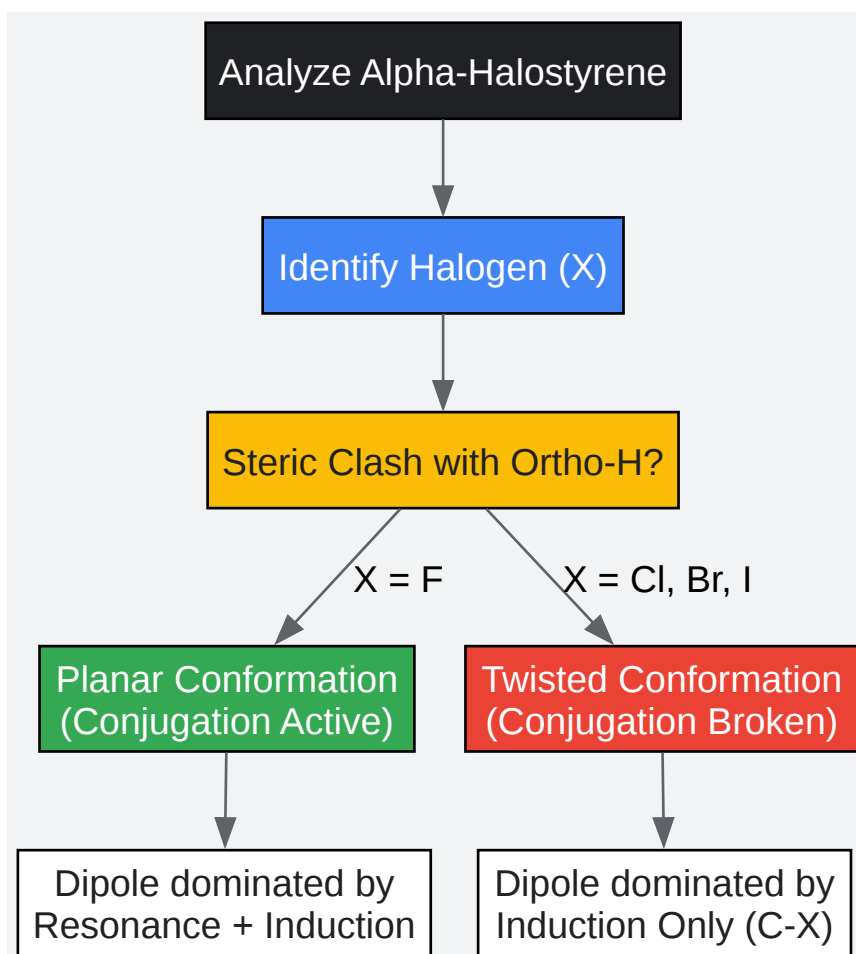 Analyze Alpha-Halostyrene
Identify Halogen (X)
Steric Clash with Ortho-H?
X = F
X = Cl, Br, I
Planar Conformation
(Conjugation Active)
Twisted Conformation
(Conjugation Broken)
Dipole dominated by
Resonance + Induction
Dipole dominated by
Induction Only (C-X)